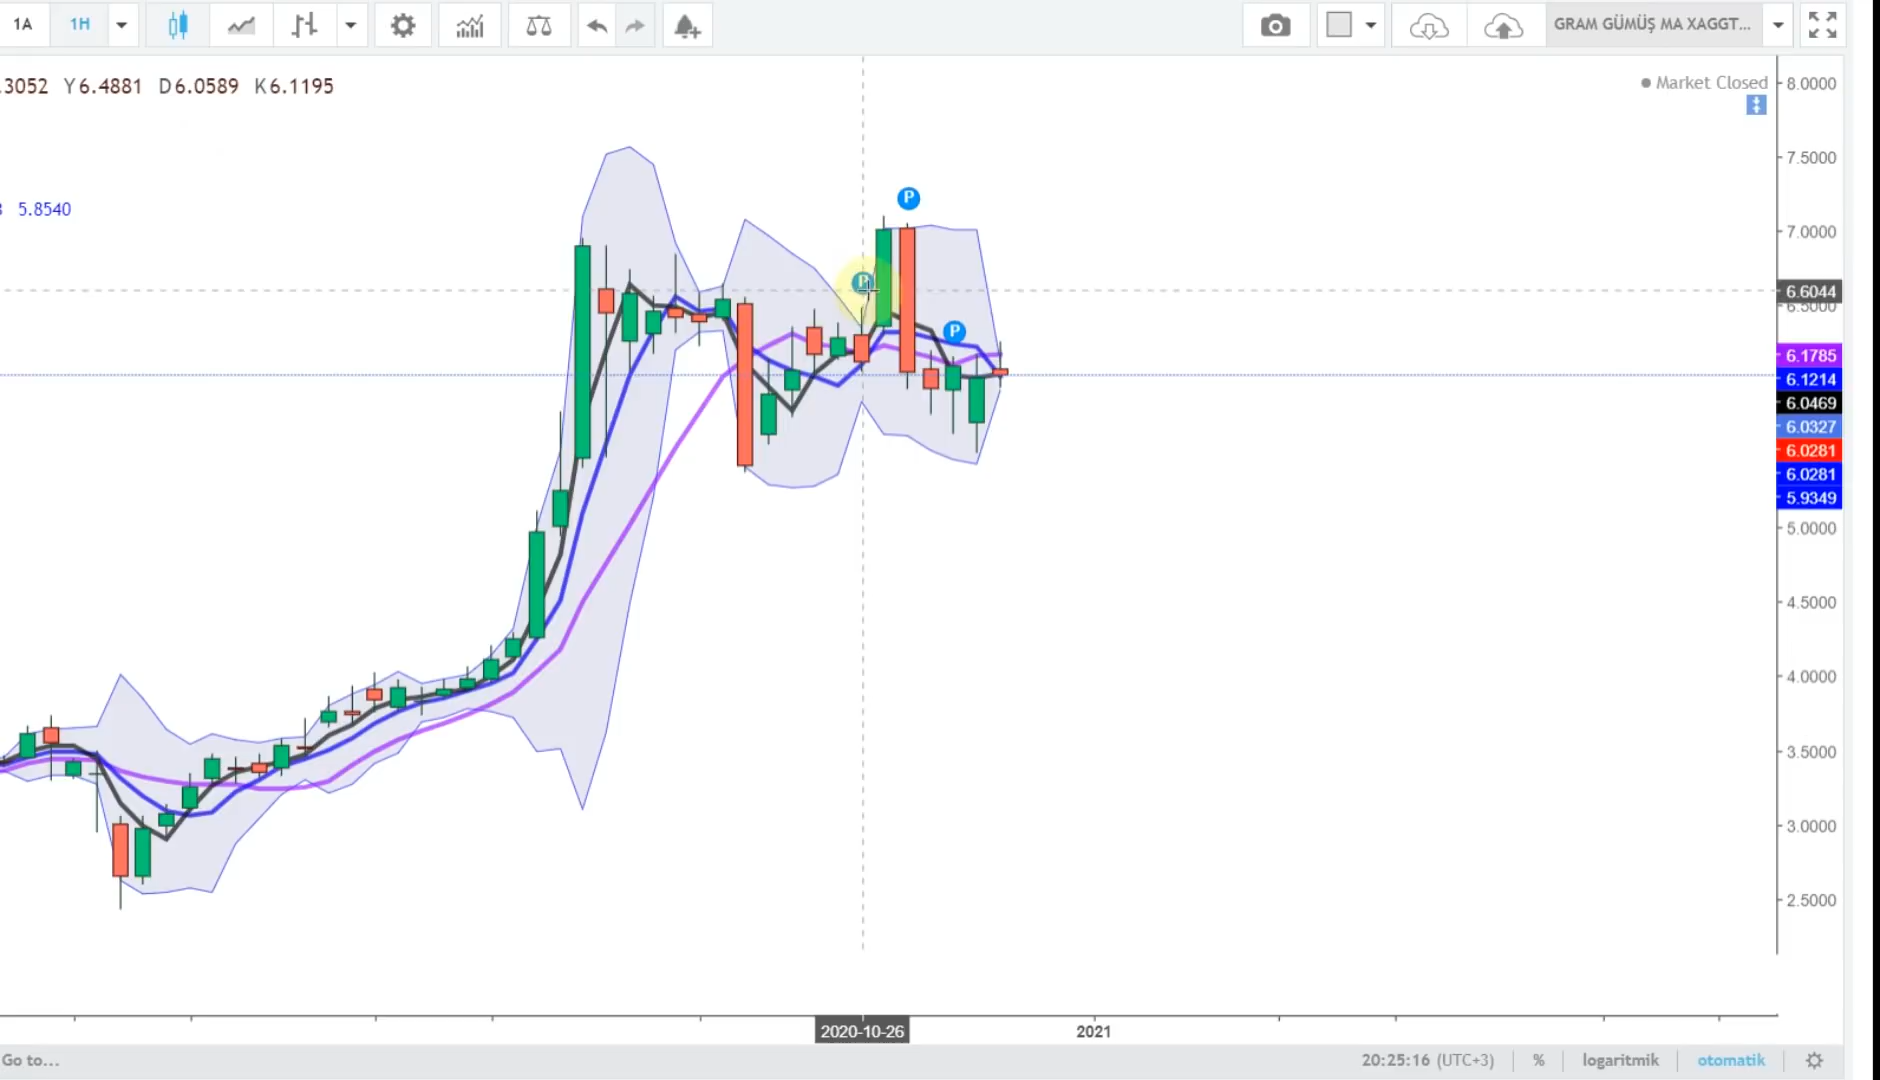 1A 1H GRAM GÜMÜŞ MA XAGGT...
.3052 Y6.4881 D6.0589 K6.1195
Market Closed
8.0000
7.5000
P
5.8540
7.0000
P
6.6044
6.5000
P
6.1785
6.1214
6.0469
6.0327
6.0281
6.0281
5.9349
5.0000
4.5000
4.0000
3.5000
3.0000
2.5000
2020-10-26 2021
Go to... 20:25:16 (UTC+3) % logaritmik otomatik